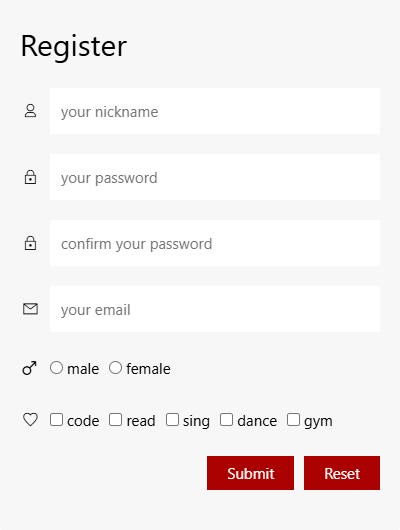 Register
your nickname
your password
confirm your password
your email
male female
code read sing dance gym
Submit Reset